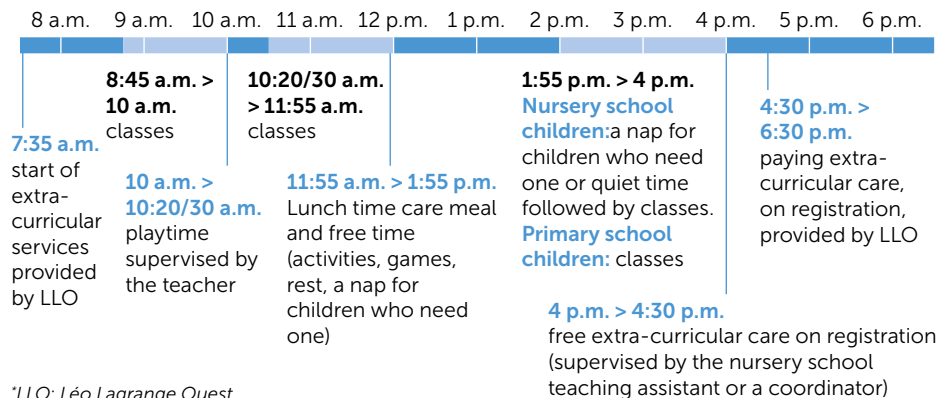 8 a.m. 9 a.m. 10 a.m. 11 a.m. 12 p.m. 1 p.m. 2 p.m. 3 p.m. 4 p.m. 5 p.m. 6 p.m.
7:35 a.m.
start of
extra-
curricular
services
provided
by LLO
8:45 a.m. >
10 a.m.
classes
10 a.m. >
10:20/30 a.m.
playtime
supervised by
the teacher
10:20/30 a.m.
> 11:55 a.m.
classes
11:55 a.m. > 1:55 p.m.
Lunch time care meal
and free time
(activities, games,
rest, a nap for
children who need
one)
1:55 p.m. > 4 p.m.
Nursery school
children:a nap for
children who need
one or quiet time
followed by classes.
Primary school
children: classes
4 p.m. > 4:30 p.m.
free extra-curricular care on registration
(supervised by the nursery school
teaching assistant or a coordinator)
4:30 p.m. >
6:30 p.m.
paying extra-
curricular care,
on registration,
provided by LLO
*LLO: Léo Lagrange Ouest